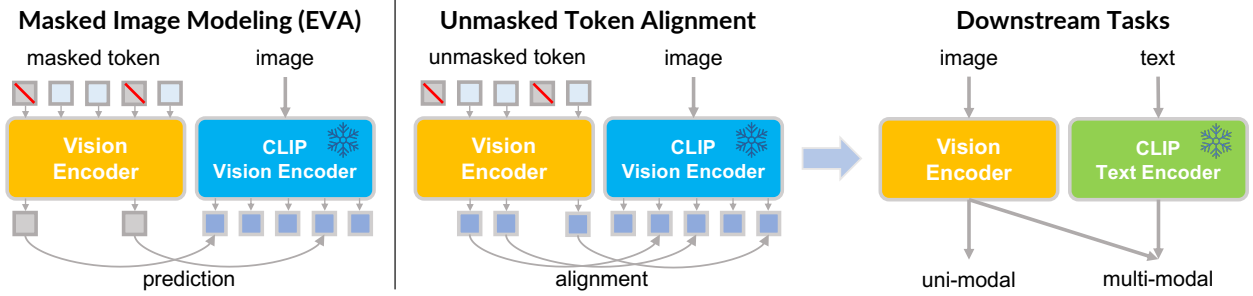 Masked Image Modeling (EVA)
masked token
image
Vision
Encoder
CLIP
Vision Encoder
prediction
Unmasked Token Alignment
unmasked token
image
Vision
Encoder
CLIP
Vision Encoder
alignment
Downstream Tasks
image
text
Vision
Encoder
CLIP
Text Encoder
uni-modal
multi-modal